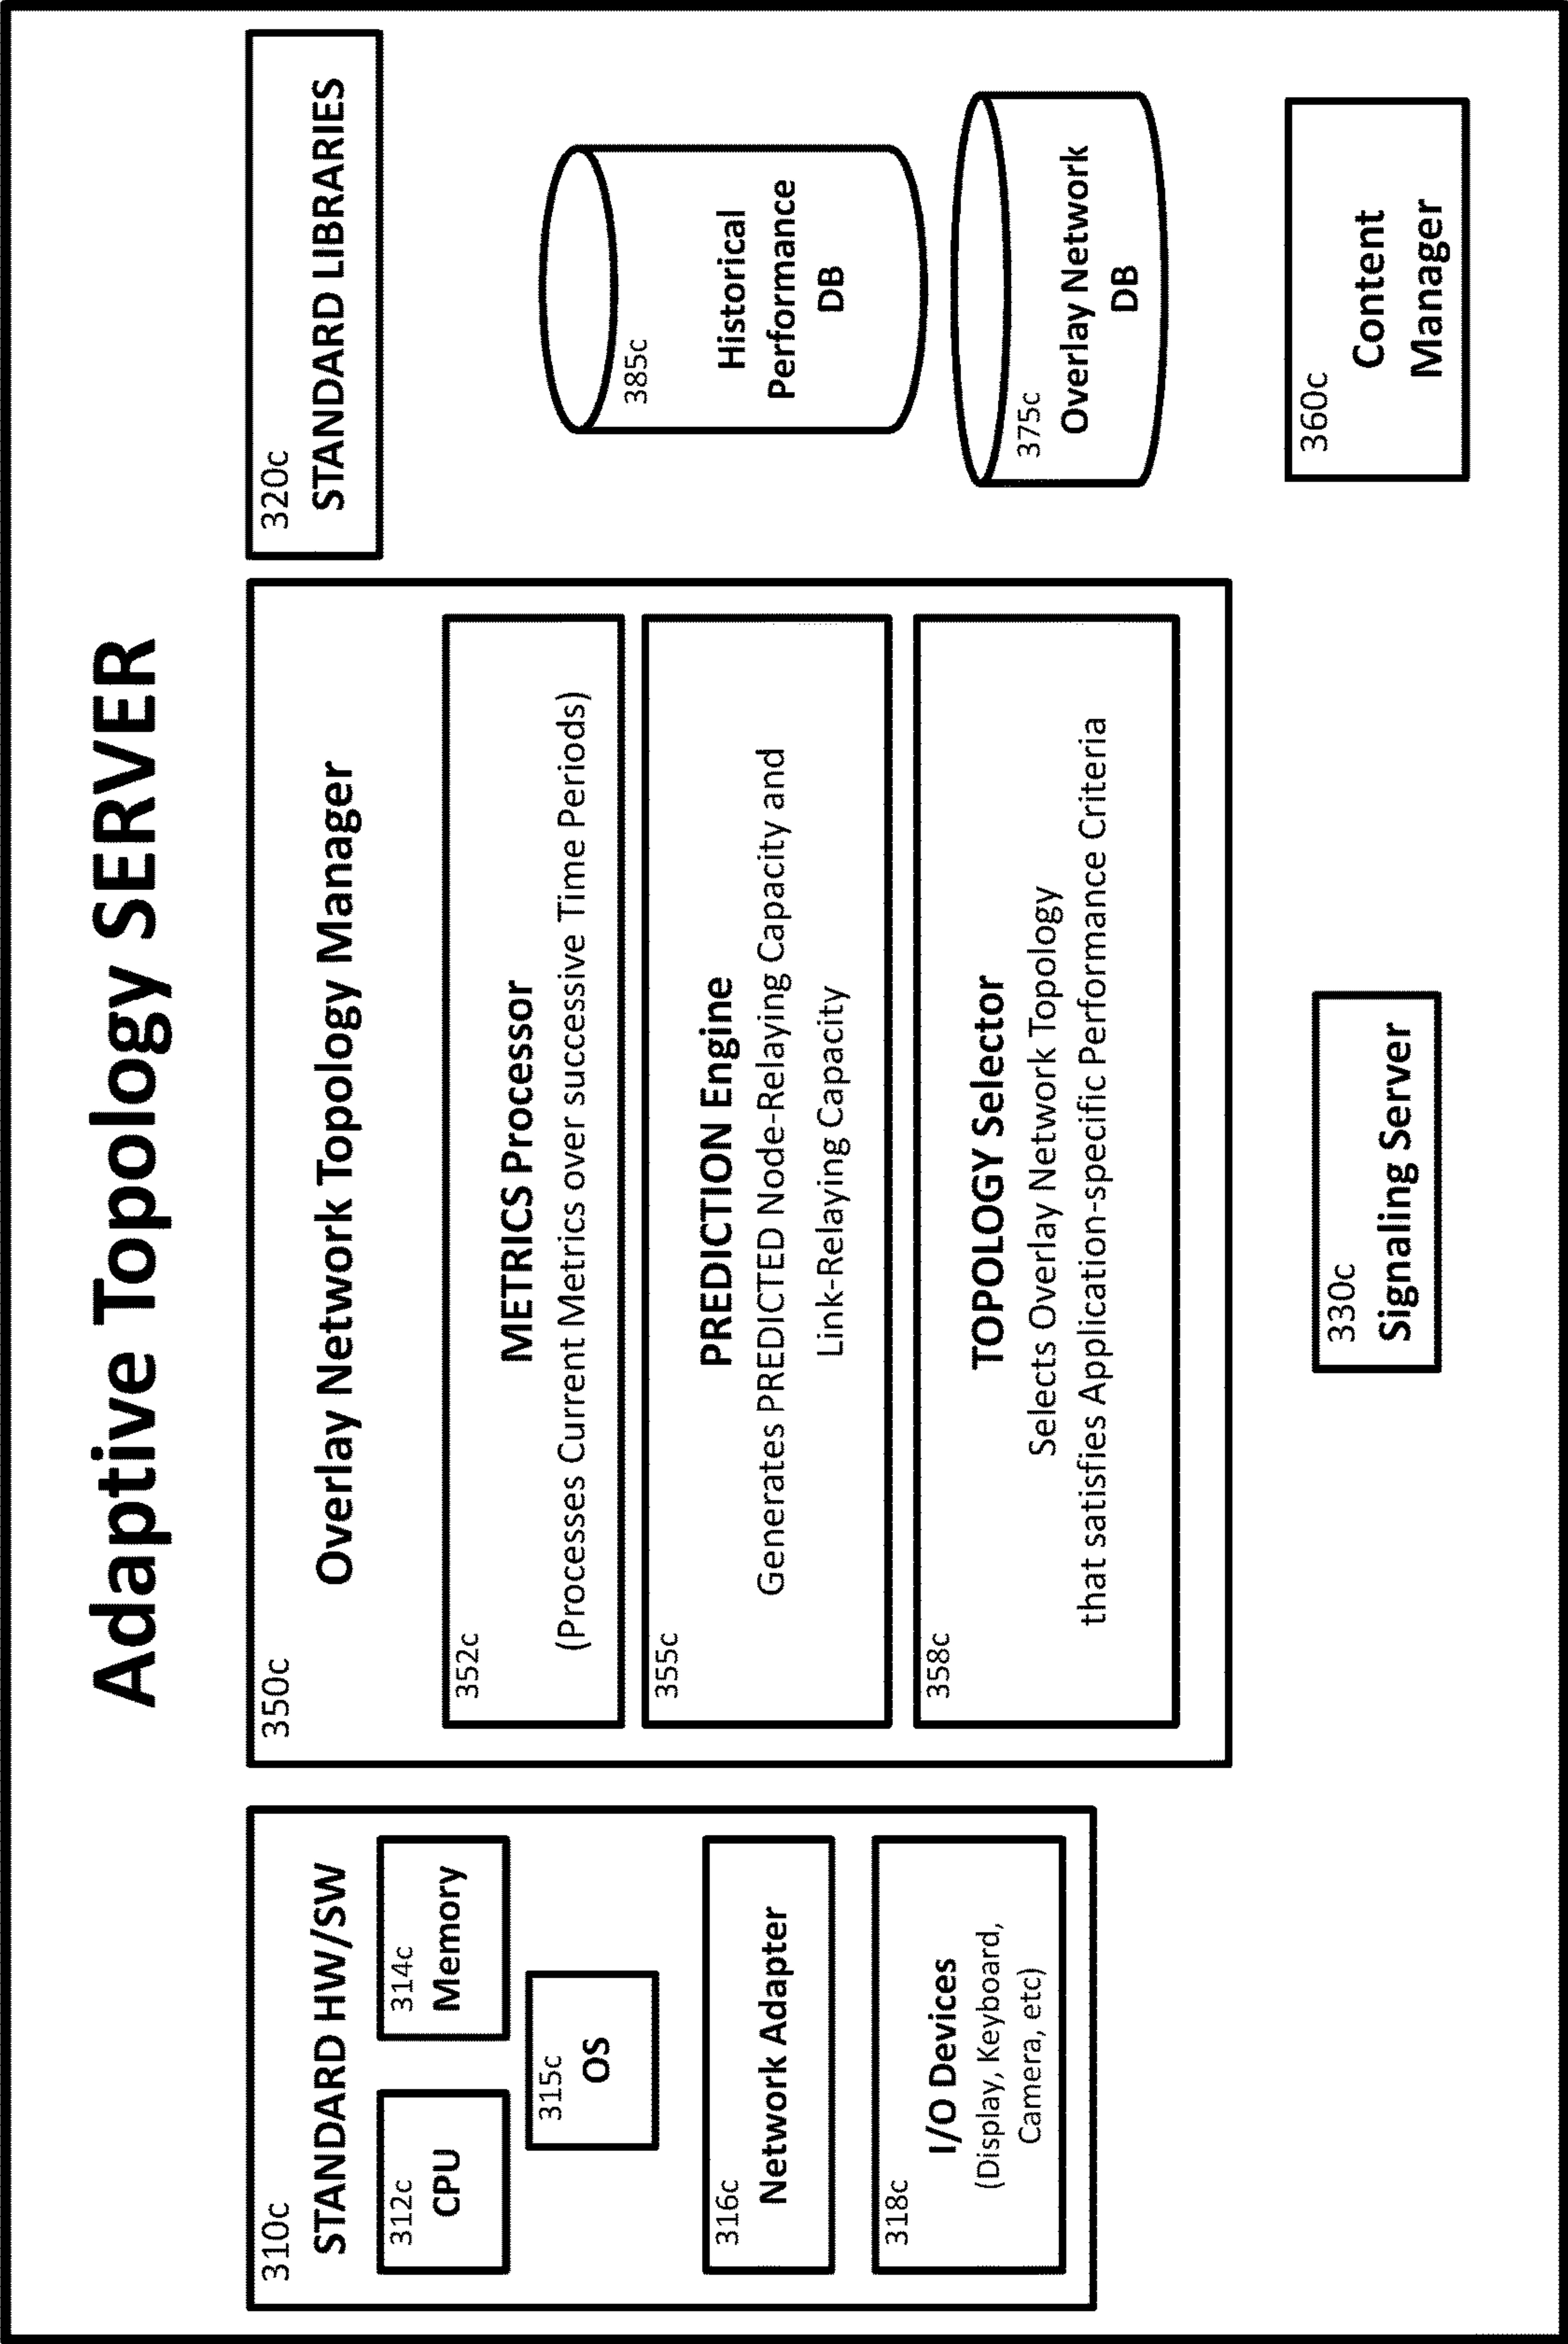 Adaptive Topology SERVER
310c
STANDARD HW/SW
312c
CPU
314c
Memory
315c
OS
316c
Network Adapter
318c
I/O Devices
(Display, Keyboard,
Camera, etc)
350c
Overlay Network Topology Manager
352c
METRICS Processor
(Processes Current Metrics over successive Time Periods)
355c
PREDICTION Engine
Generates PREDICTED Node-Relaying Capacity and
Link-Relaying Capacity
358c
TOPOLOGY Selector
Selects Overlay Network Topology
that satisfies Application-specific Performance Criteria
330c
Signaling Server
320c
STANDARD LIBRARIES
385c
Historical
Performance
DB
375c
Overlay Network
DB
360c
Content
Manager